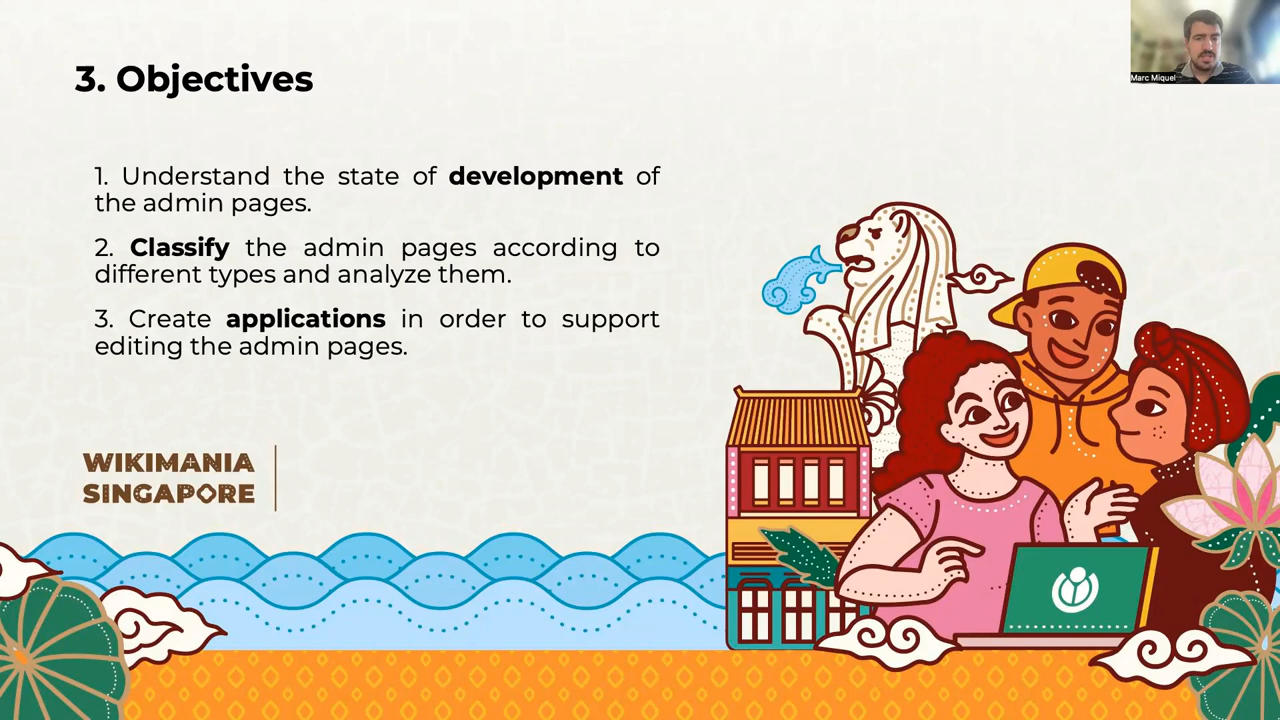 3. Objectives
Marc Miquel
1. Understand the state of development of
the admin pages.
2. Classify the admin pages according to
different types and analyze them.
3. Create applications in order to support
editing the admin pages.
WIKIMANIA
SINGAPORE